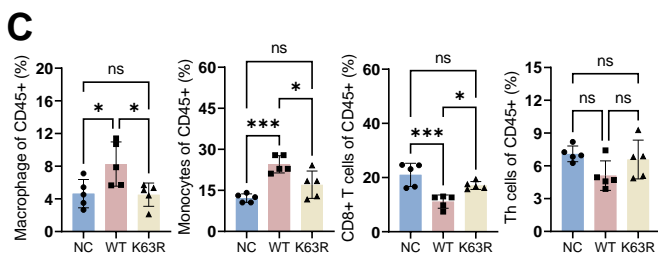 C
Macrophage of CD45+ (%)
20
16
12
8
4
0
ns
*
*
NC WT K63R
Monocytes of CD45+ (%)
60
45
30
15
0
ns
***
*
NC WT K63R
CD8+ T cells of CD45+ (%)
60
40
20
0
ns
***
*
NC WT K63R
Th cells of CD45+ (%)
15
12
9
6
3
0
ns
ns
ns
NC WT K63R